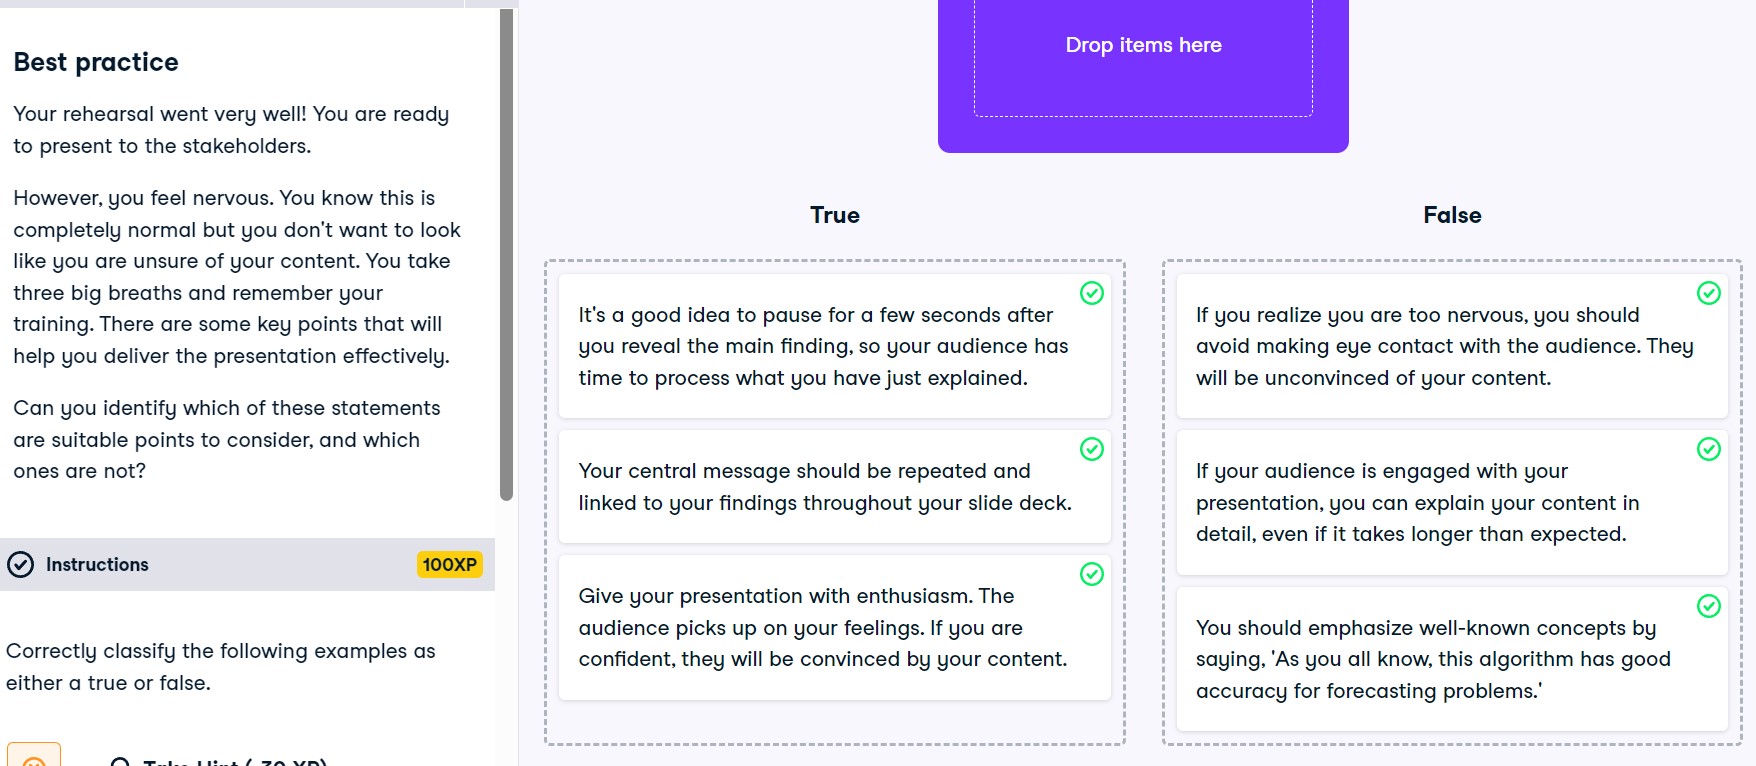 Best practice
Your rehearsal went very well! You are ready
to present to the stakeholders.
However, you feel nervous. You know this is
completely normal but you don't want to look
like you are unsure of your content. You take
three big breaths and remember your
training. There are some key points that will
help you deliver the presentation effectively.
Can you identify which of these statements
are suitable points to consider, and which
ones are not?
Instructions
100XP
Correctly classify the following examples as
either a true or false.
Take Hint (-30 XP)
Drop items here
True
It's a good idea to pause for a few seconds after
you reveal the main finding, so your audience has
time to process what you have just explained.
Your central message should be repeated and
linked to your findings throughout your slide deck.
Give your presentation with enthusiasm. The
audience picks up on your feelings. If you are
confident, they will be convinced by your content.
False
If you realize you are too nervous, you should
avoid making eye contact with the audience. They
will be unconvinced of your content.
If your audience is engaged with your
presentation, you can explain your content in
detail, even if it takes longer than expected.
You should emphasize well-known concepts by
saying, 'As you all know, this algorithm has good
accuracy for forecasting problems.'